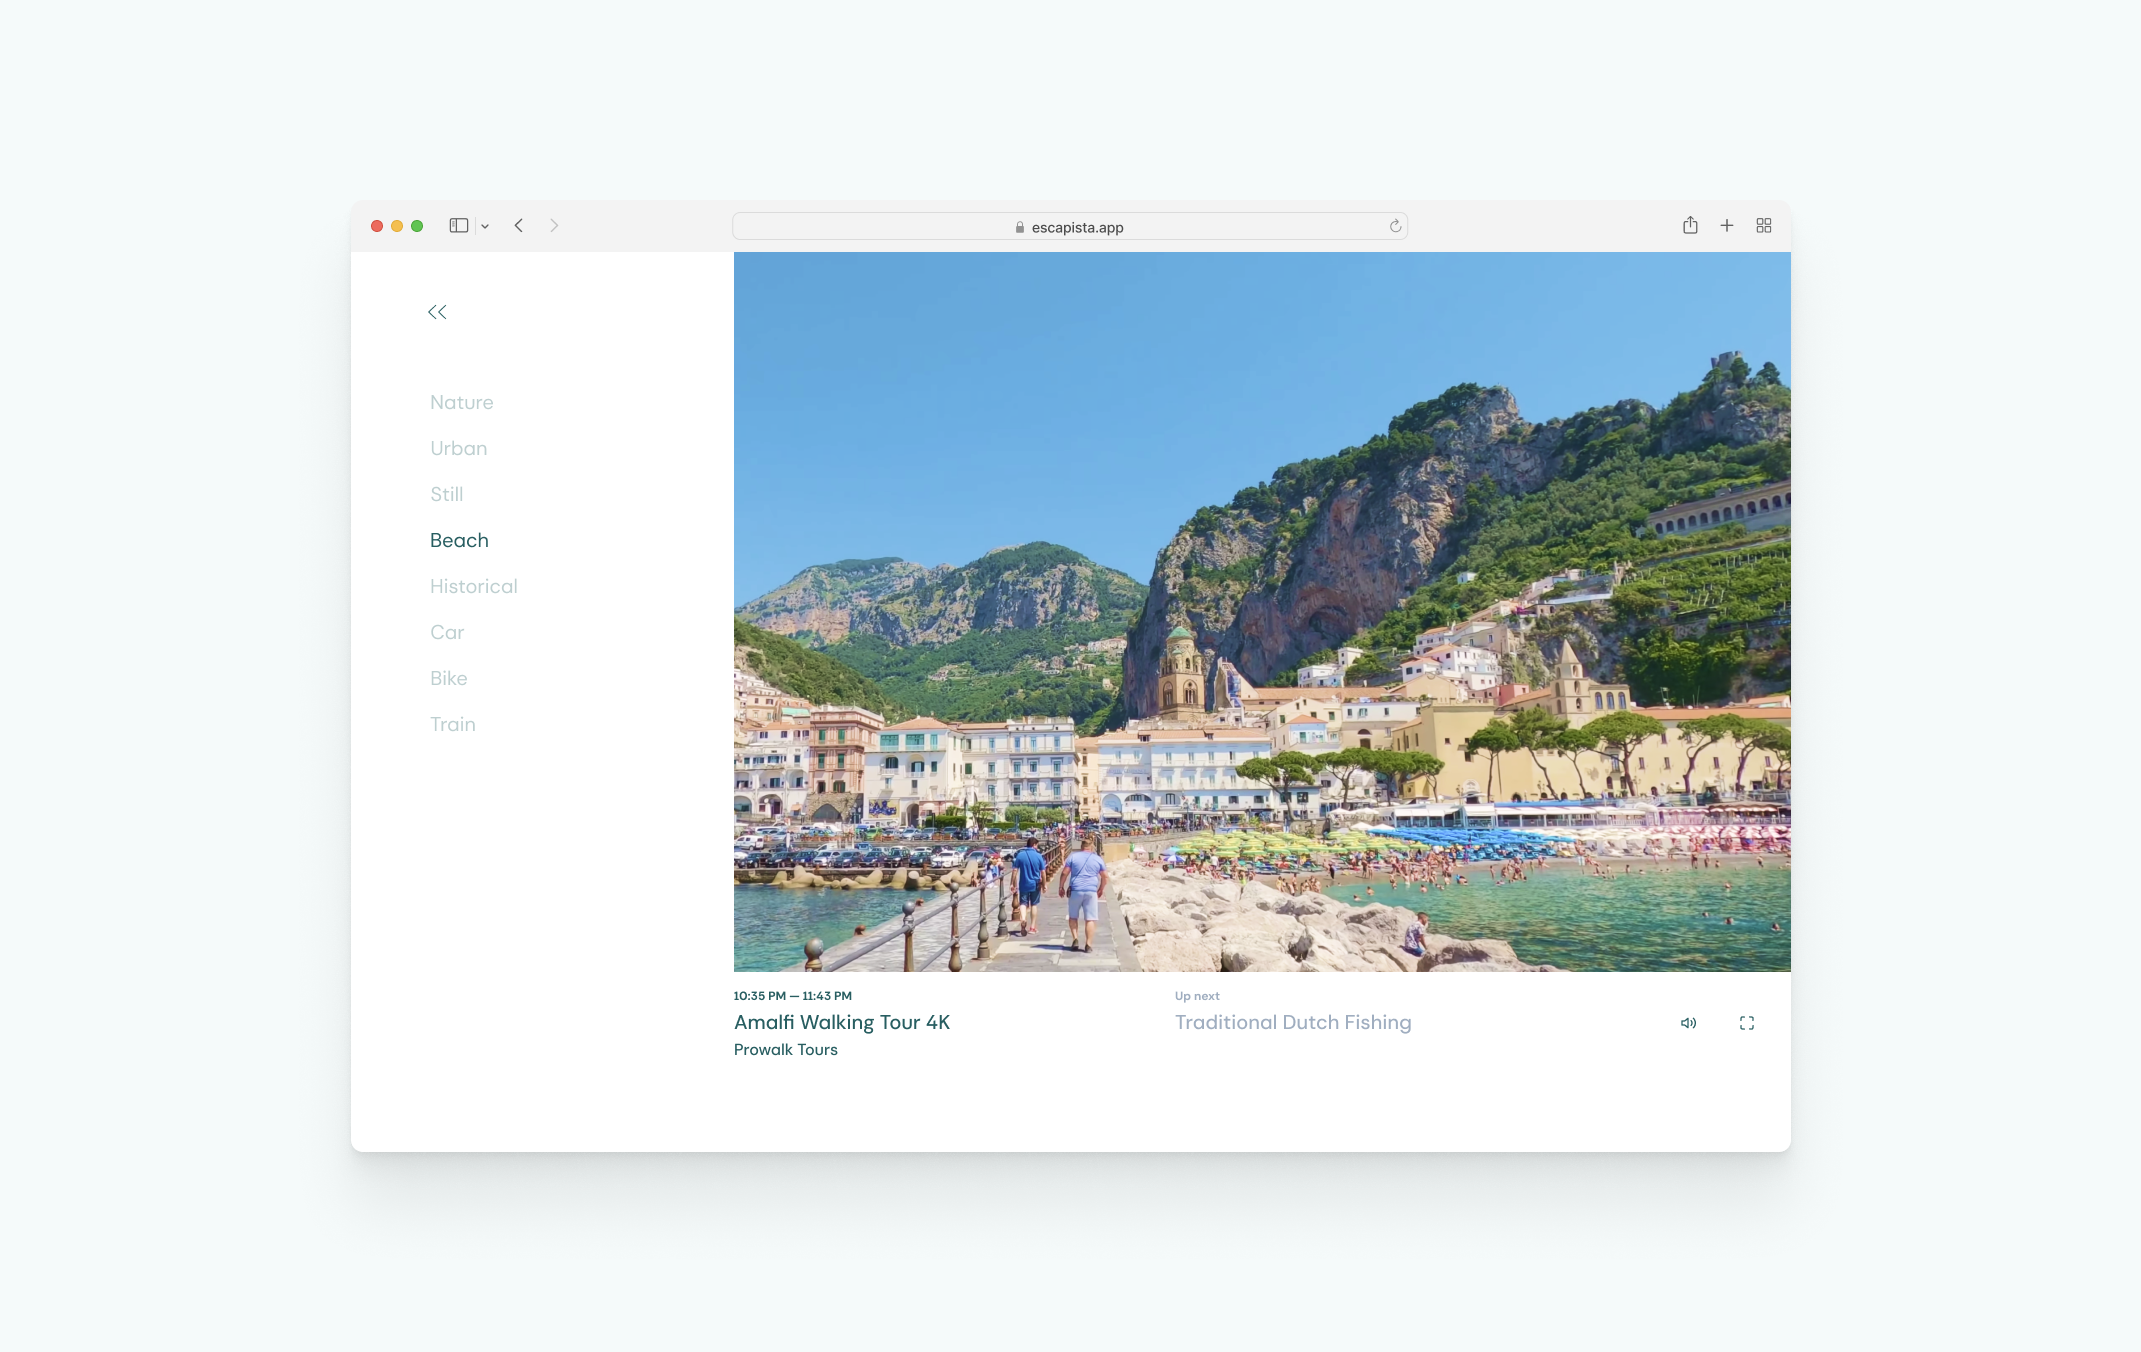 escapista.app
Nature
Urban
Still
Beach
Historical
Car
Bike
Train
10:35 PM — 11:43 PM
Amalfi Walking Tour 4K
Prowalk Tours
Up next
Traditional Dutch Fishing